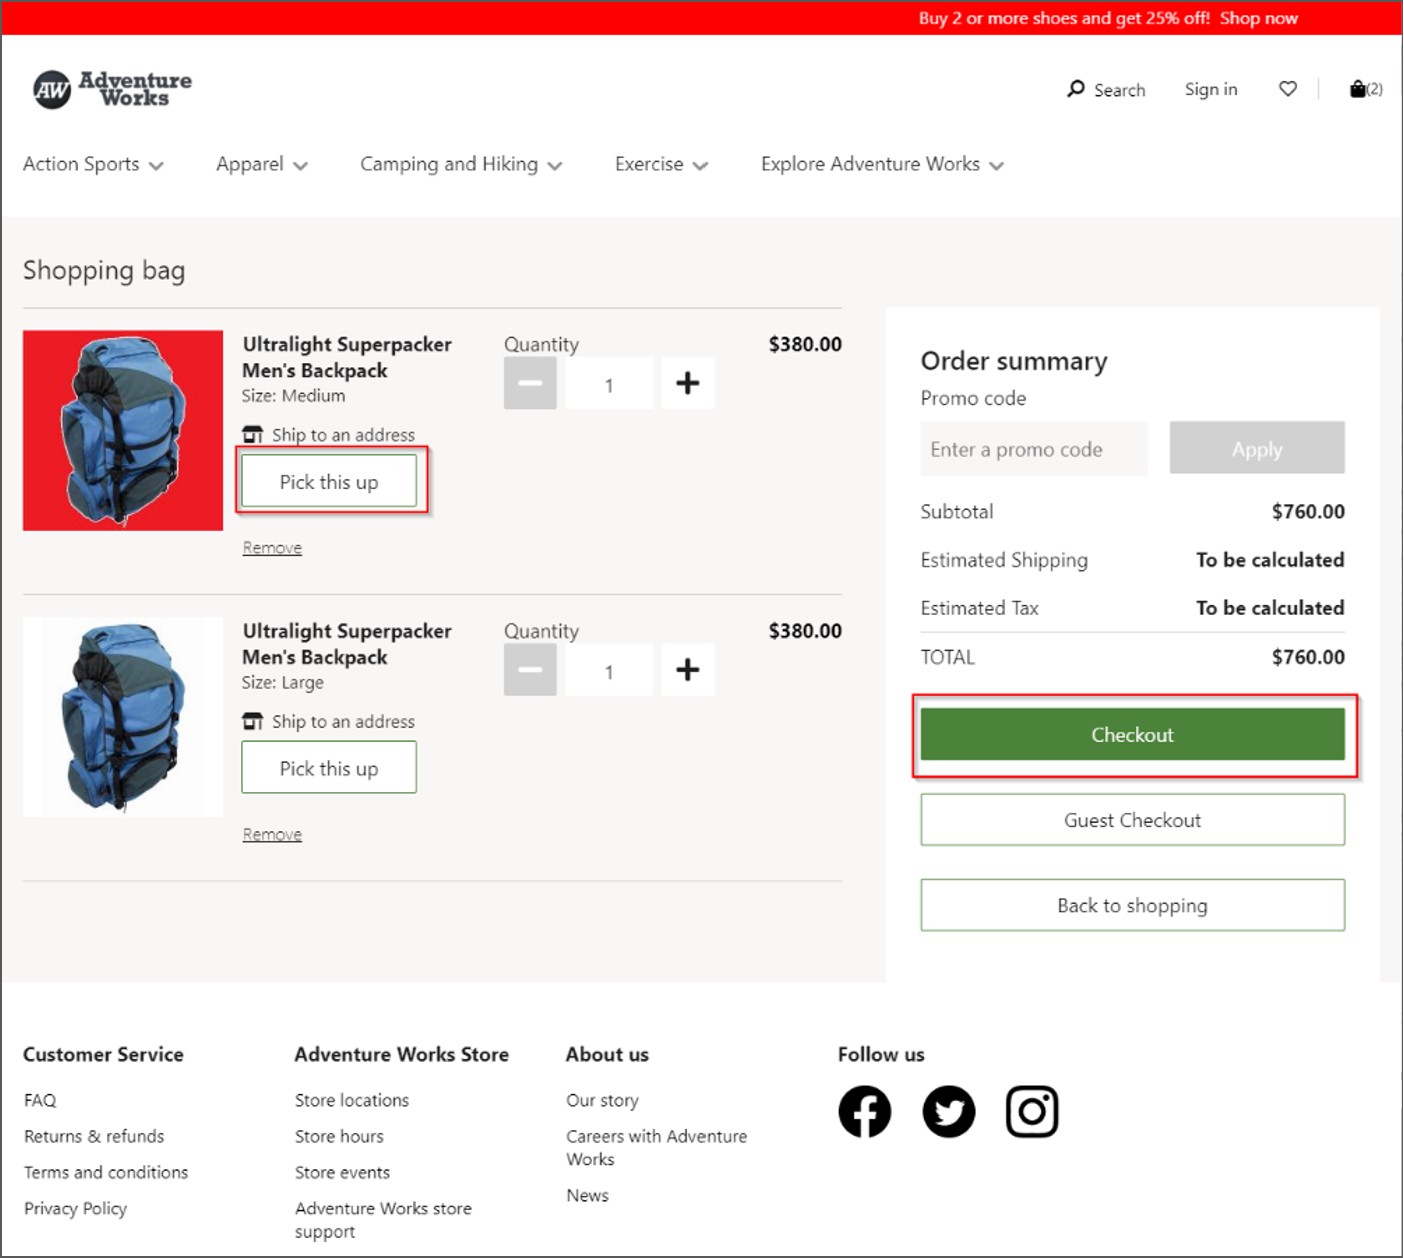 Buy 2 or more shoes and get 25% off! Shop now
AW Adventure
Works
Search
Sign in
(2)
Action Sports
Apparel
Camping and Hiking
Exercise
Explore Adventure Works
Shopping bag
Ultralight Superpacker
Men's Backpack
Size: Medium
Ship to an address
Pick this up
Remove
Quantity
1
$380.00
Ultralight Superpacker
Men's Backpack
Size: Large
Ship to an address
Pick this up
Remove
Quantity
1
$380.00
Order summary
Promo code
Enter a promo code
Apply
Subtotal $760.00
Estimated Shipping To be calculated
Estimated Tax To be calculated
TOTAL $760.00
Checkout
Guest Checkout
Back to shopping
Customer Service
FAQ
Returns & refunds
Terms and conditions
Privacy Policy
Adventure Works Store
Store locations
Store hours
Store events
Adventure Works store
support
About us
Our story
Careers with Adventure
Works
News
Follow us